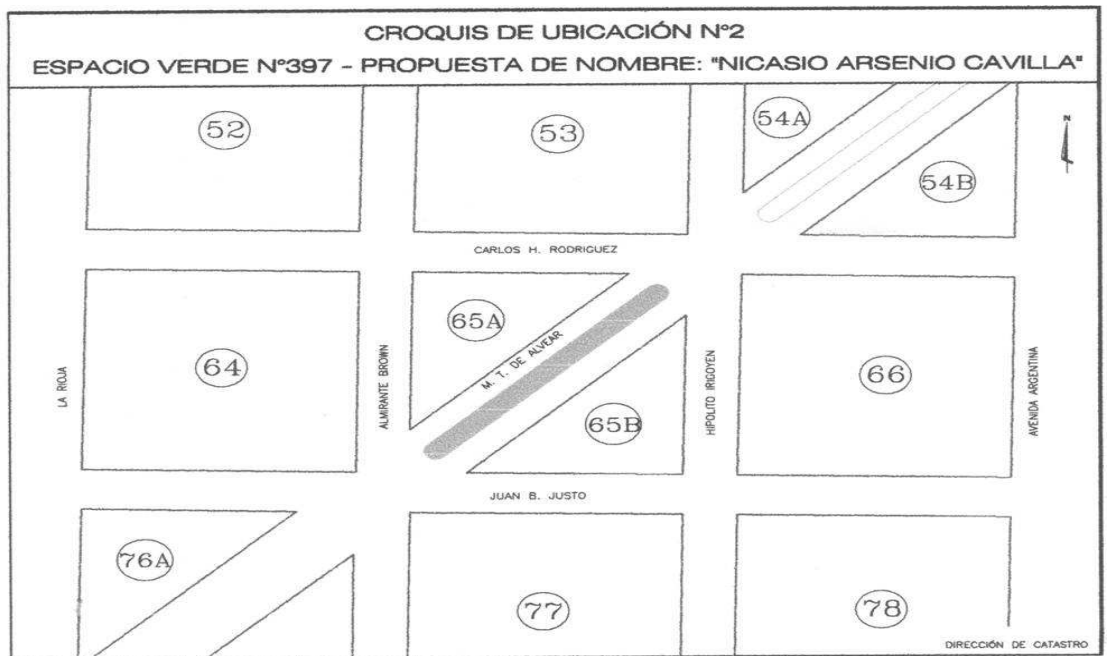 CROQUIS DE UBICACIÓN N°2
ESPACIO VERDE N°397 - PROPUESTA DE NOMBRE: "NICASIO ARSENIO CAVILLA"
52
53
54A
N
54B
CARLOS H. RODRIGUEZ
65A
M. T. DE ALVEAR
64
66
LA RIOJA
ALMIRANTE BROWN
HIPOLITO IRIGOYEN
AVENIDA ARGENTINA
65B
JUAN B. JUSTO
76A
77
78
DIRECCIÓN DE CATASTRO